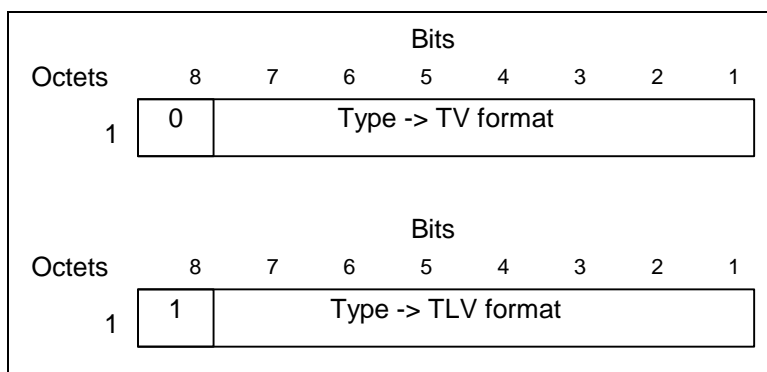 Bits
Octets 8 7 6 5 4 3 2 1
1 0 Type -> TV format
Bits
Octets 8 7 6 5 4 3 2 1
1 1 Type -> TLV format